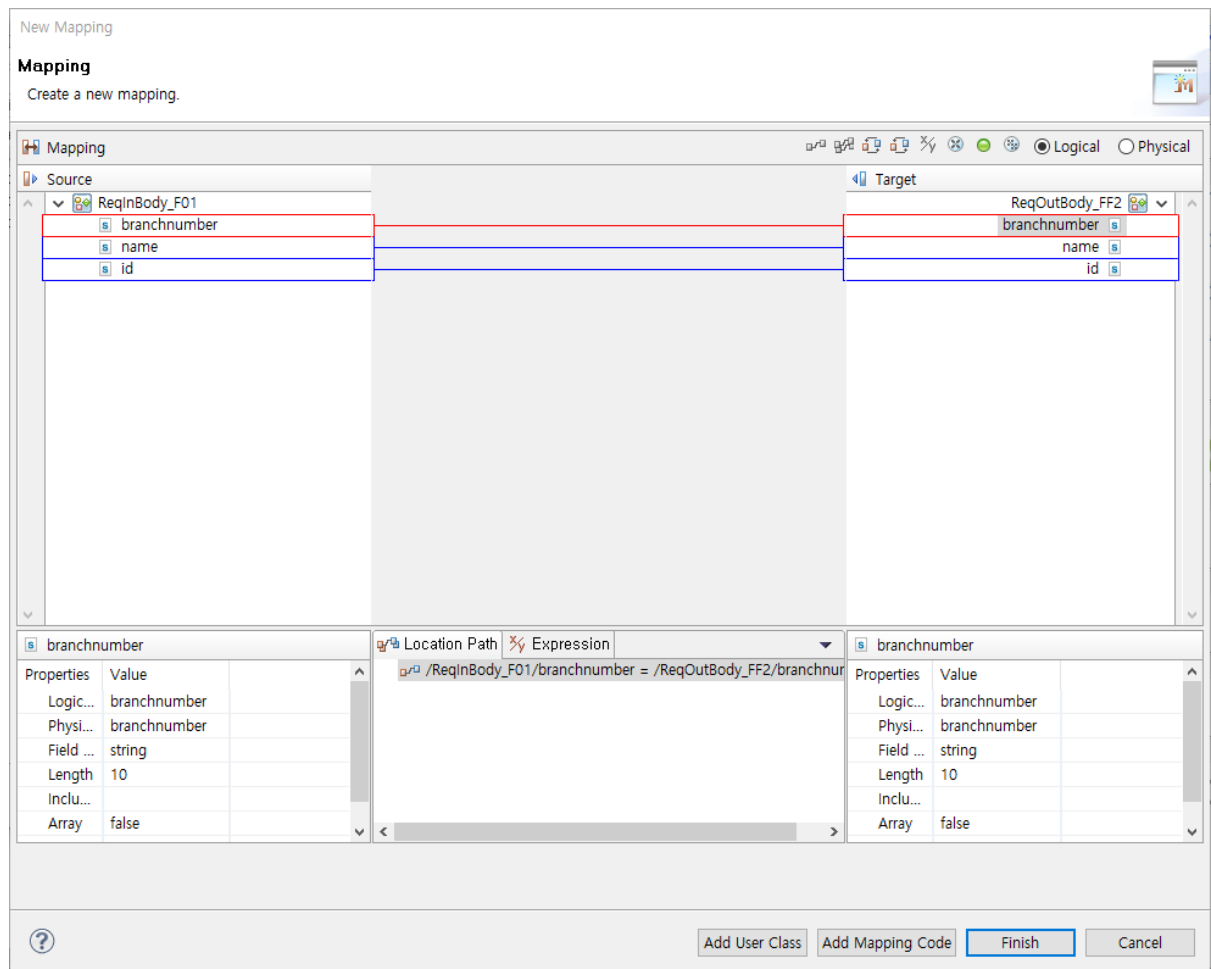 New Mapping
Mapping
Create a new mapping.
Mapping
Logical
Physical
Source
Target
ReqInBody_F01
ReqOutBody_FF2
branchnumber
branchnumber
name
name
id
id
branchnumber
Properties Value
Logic... branchnumber
Physi... branchnumber
Field ... string
Length 10
Inclu...
Array false
Location Path
Expression
/ReqInBody_F01/branchnumber = /ReqOutBody_FF2/branchnur
branchnumber
Properties Value
Logic... branchnumber
Physi... branchnumber
Field ... string
Length 10
Inclu...
Array false
Add User Class
Add Mapping Code
Finish
Cancel